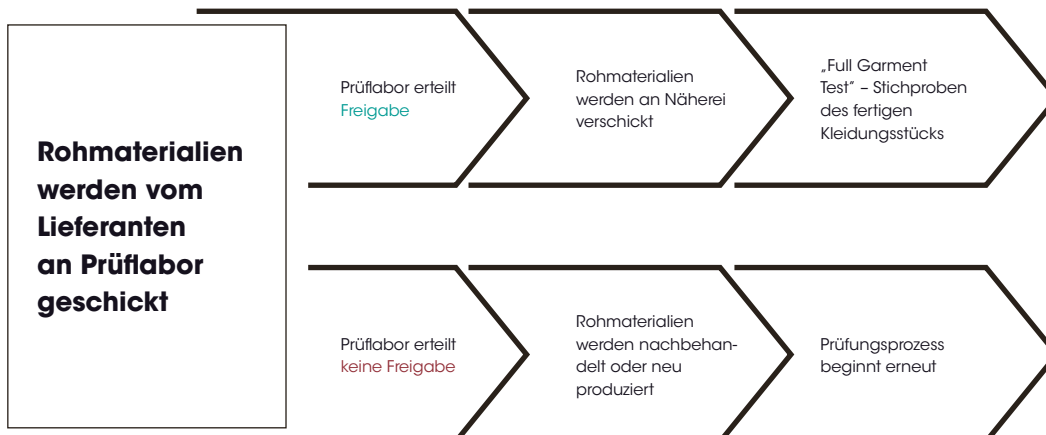 Rohmaterialien
werden vom
Lieferanten
an Prüflabor
geschickt
Prüflabor erteilt
Freigabe
Rohmaterialien
werden an Näherei
verschickt
„Full Garment
Test“ – Stichproben
des fertigen
Kleidungsstücks
Prüflabor erteilt
keine Freigabe
Rohmaterialien
werden nachbehan-
delt oder neu
produziert
Prüfungsprozess
beginnt erneut